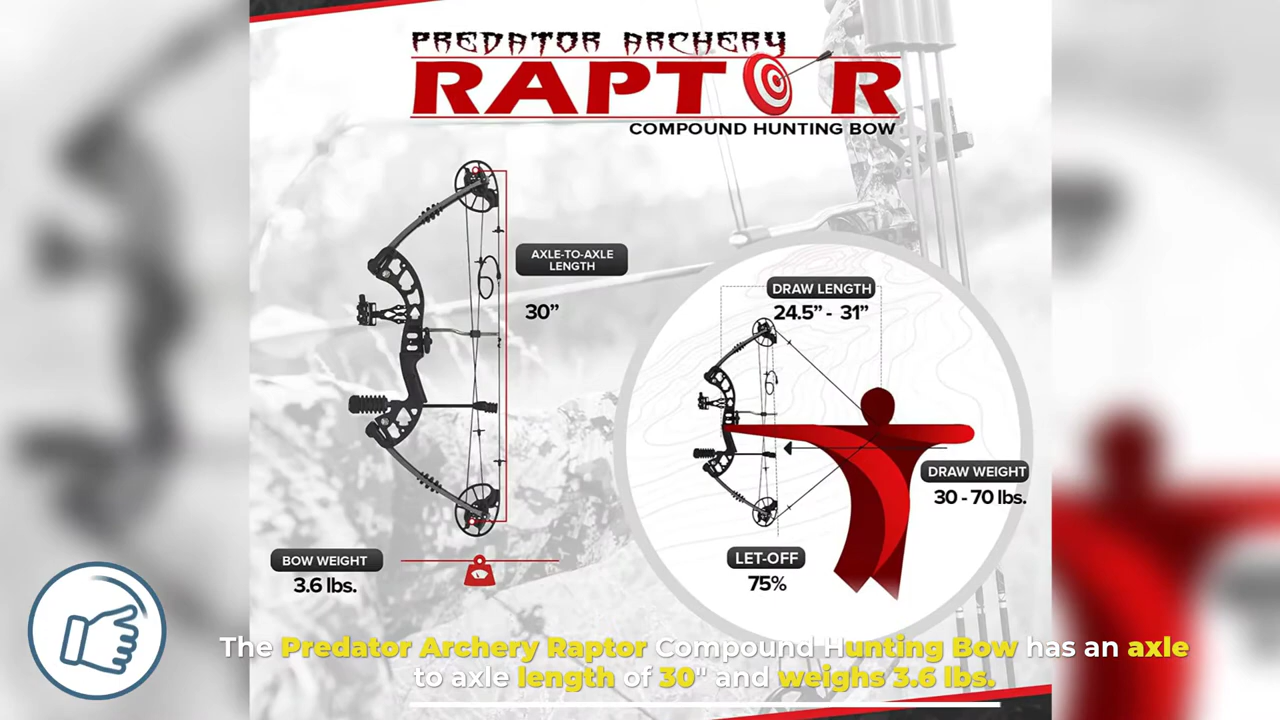 PREDATOR ARCHERY
RAPTOR
COMPOUND HUNTING BOW
AXLE-TO-AXLE
LENGTH
30”
DRAW LENGTH
24.5” - 31”
DRAW WEIGHT
30 - 70 lbs.
LET-OFF
75%
BOW WEIGHT
3.6 lbs.
The Predator Archery Raptor Compound Hunting Bow has an axle
to axle length of 30" and weighs 3.6 lbs.